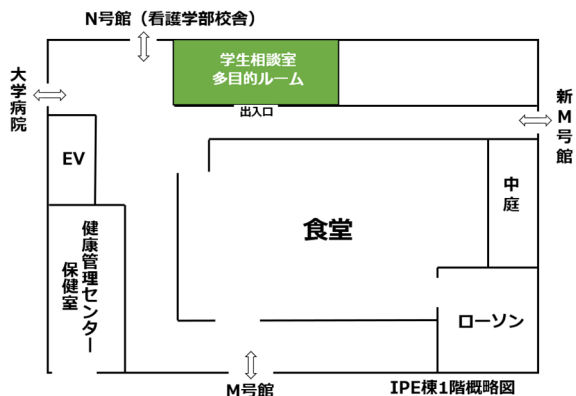 N号館（看護学部校舎）
学生相談室
多目的ルーム
出入口
大学病院
新M号館
EV
中庭
食堂
健康管理センター
保健室
ローソン
M号館
IPE棟1階概略図